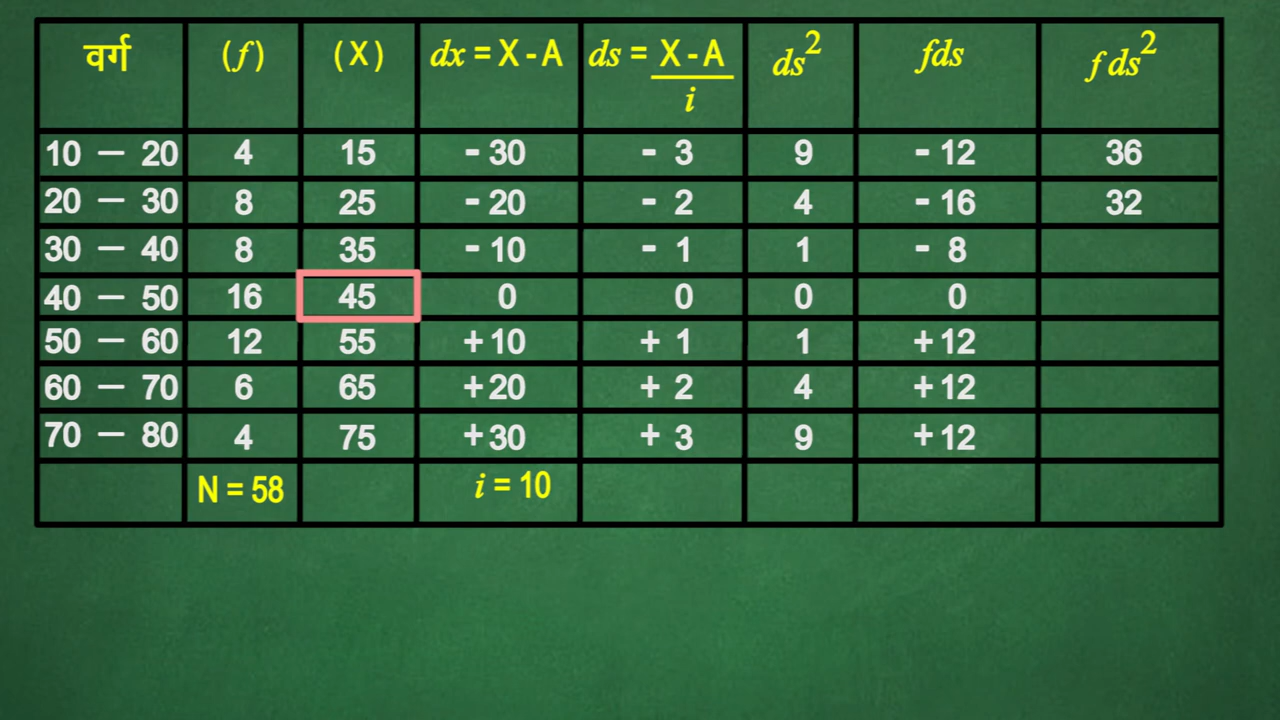 वर्ग (f) (X) dx = X - A ds = X - A / i ds² fds fds²
10 — 20 4 15 - 30 - 3 9 - 12 36
20 — 30 8 25 - 20 - 2 4 - 16 32
30 — 40 8 35 - 10 - 1 1 - 8
40 — 50 16 45 0 0 0 0
50 — 60 12 55 + 10 + 1 1 + 12
60 — 70 6 65 + 20 + 2 4 + 12
70 — 80 4 75 + 30 + 3 9 + 12
N = 58 i = 10